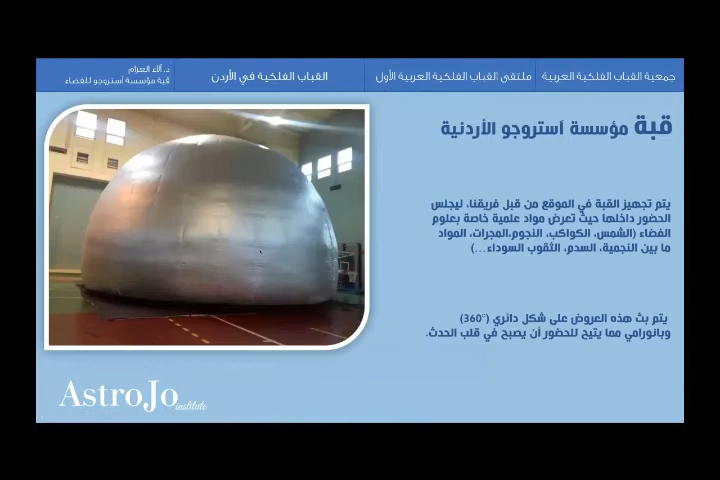 جمعية القباب الفلكية العربية
ملتقى القباب الفلكية العربية الأول
القباب الفلكية في الأردن
د. آلاء العزام
قبة مؤسسة أستروجو للفضاء
قبة مؤسسة أستروجو الأردنية
يتم تجهيز القبة في الموقع من قبل فريقنا، ليجلس
الحضور داخلها حيث تعرض مواد علمية خاصة بعلوم
الفضاء (الشمس، الكواكب، النجوم،المجرات، المواد
ما بين النجمية، السدم، الثقوب السوداء...)
يتم بث هذه العروض على شكل دائري (360°)
وبانورامي مما يتيح للحضور أن يصبح في قلب الحدث.
AstroJo
institute